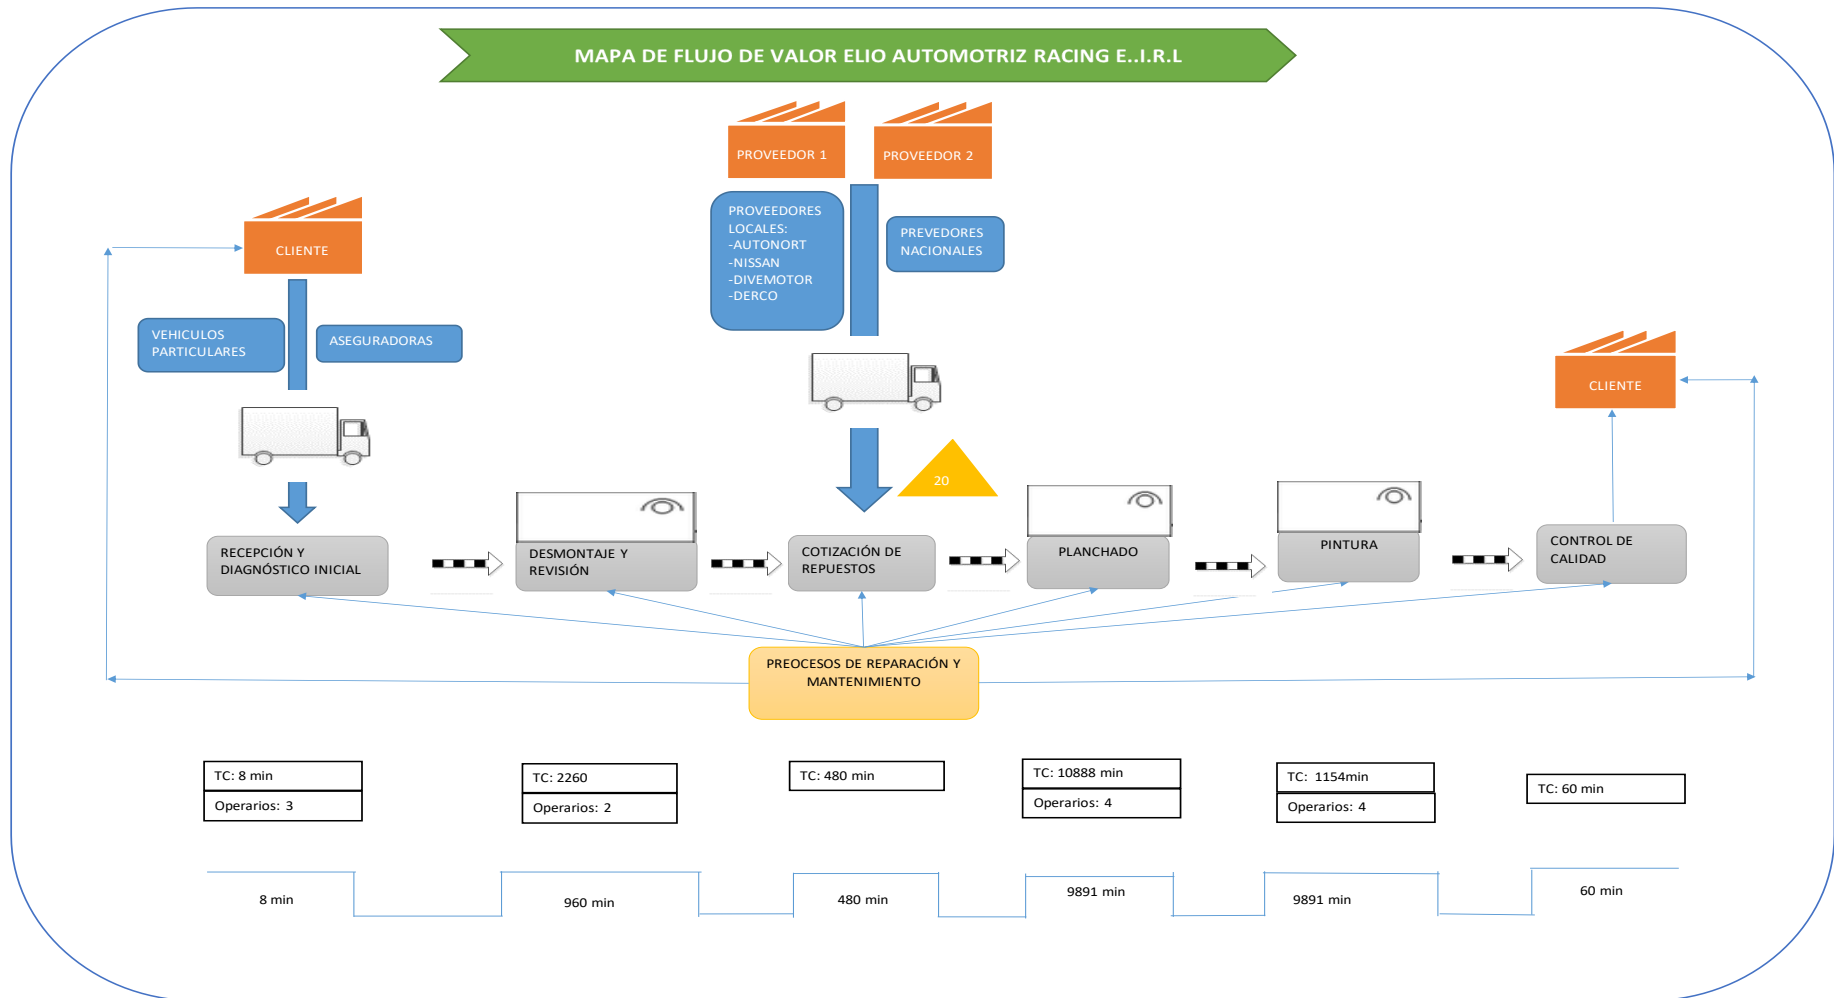 MAPA DE FLUJO DE VALOR ELIO AUTOMOTRIZ RACING E..I.R.L
PROVEEDOR 1
PROVEEDOR 2
PROVEEDORES
LOCALES:
-AUTONORT
-NISSAN
-DIVEMOTOR
-DERCO
PREVEDORES
NACIONALES
CLIENTE
VEHICULOS
PARTICULARES
ASEGURADORAS
CLIENTE
20
RECEPCIÓN Y
DIAGNÓSTICO INICIAL
DESMONTAJE Y
REVISIÓN
COTIZACIÓN DE
REPUESTOS
PLANCHADO
PINTURA
CONTROL DE
CALIDAD
PREOCESOS DE REPARACIÓN Y
MANTENIMIENTO
TC: 8 min
Operarios: 3
TC: 2260
Operarios: 2
TC: 480 min
TC: 10888 min
Operarios: 4
TC: 1154min
Operarios: 4
TC: 60 min
8 min
960 min
480 min
9891 min
9891 min
60 min